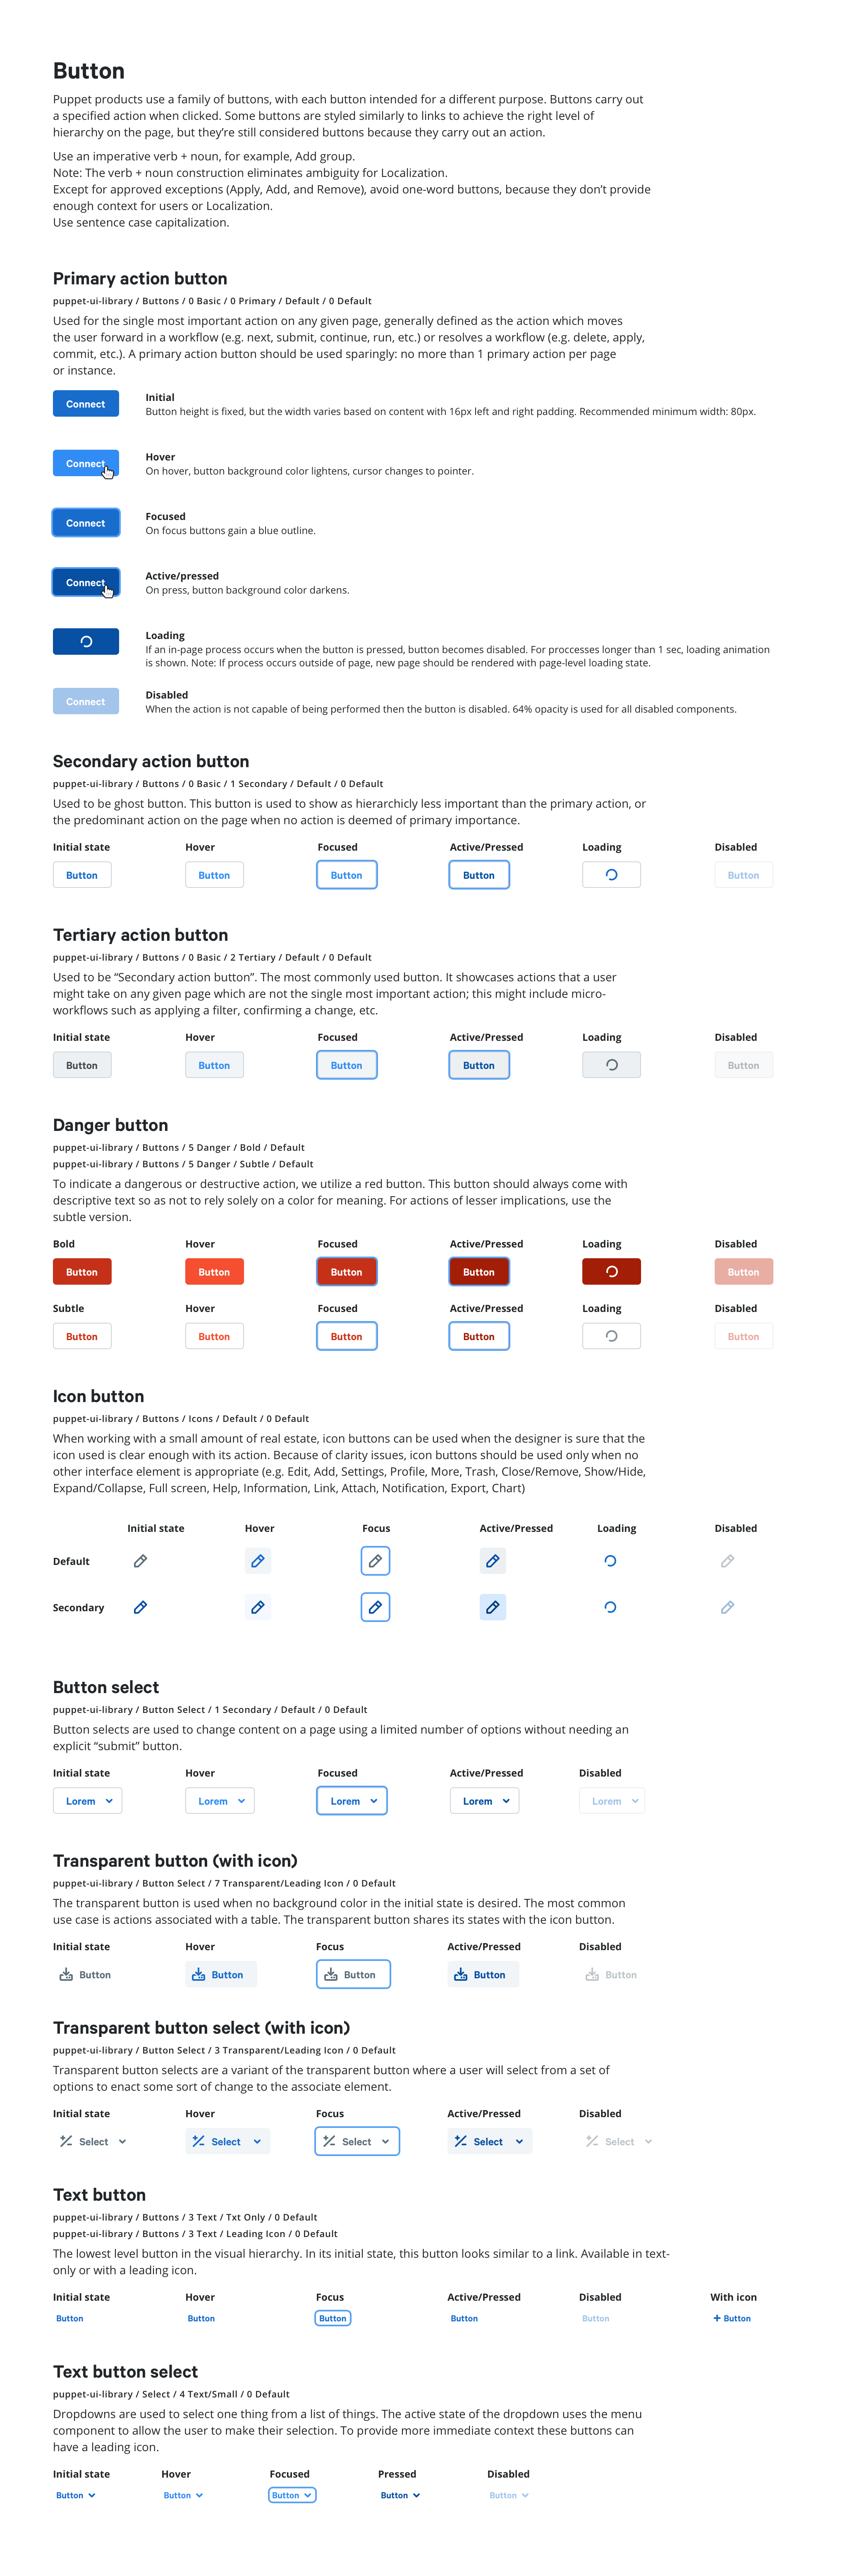 Button
Puppet products use a family of buttons, with each button intended for a different purpose. Buttons carry out
a specified action when clicked. Some buttons are styled similarly to links to achieve the right level of
hierarchy on the page, but they're still considered buttons because they carry out an action.
Use an imperative verb + noun, for example, Add group.
Note: The verb + noun construction eliminates ambiguity for Localization.
Except for approved exceptions (Apply, Add, and Remove), avoid one-word buttons, because they don't provide
enough context for users or Localization.
Use sentence case capitalization.
Primary action button
puppet-ui-library / Buttons / 0 Basic / 0 Primary / Default / 0 Default
Used for the single most important action on any given page, generally defined as the action which moves
the user forward in a workflow (e.g. next, submit, continue, run, etc.) or resolves a workflow (e.g. delete, apply,
commit, etc.). A primary action button should be used sparingly: no more than 1 primary action per page
or instance.
Connect
Initial
Button height is fixed, but the width varies based on content with 16px left and right padding. Recommended minimum width: 80px.
Connect
Hover
On hover, button background color lightens, cursor changes to pointer.
Connect
Focused
On focus buttons gain a blue outline.
Connect
Active/pressed
On press, button background color darkens.
Loading
If an in-page process occurs when the button is pressed, button becomes disabled. For proccesses longer than 1 sec, loading animation
is shown. Note: If process occurs outside of page, new page should be rendered with page-level loading state.
Connect
Disabled
When the action is not capable of being performed then the button is disabled. 64% opacity is used for all disabled components.
Secondary action button
puppet-ui-library / Buttons / 0 Basic / 1 Secondary / Default / 0 Default
Used to be ghost button. This button is used to show as hierarchicly less important than the primary action, or
the predominant action on the page when no action is deemed of primary importance.
Initial state Hover Focused Active/Pressed Loading Disabled
Button Button Button Button Button
Tertiary action button
puppet-ui-library / Buttons / 0 Basic / 2 Tertiary / Default / 0 Default
Used to be “Secondary action button”. The most commonly used button. It showcases actions that a user
might take on any given page which are not the single most important action; this might include micro-
workflows such as applying a filter, confirming a change, etc.
Initial state Hover Focused Active/Pressed Loading Disabled
Button Button Button Button Button
Danger button
puppet-ui-library / Buttons / 5 Danger / Bold / Default
puppet-ui-library / Buttons / 5 Danger / Subtle / Default
To indicate a dangerous or destructive action, we utilize a red button. This button should always come with
descriptive text so as not to rely solely on a color for meaning. For actions of lesser implications, use the
subtle version.
Bold Hover Focused Active/Pressed Loading Disabled
Button Button Button Button Button
Subtle Hover Focused Active/Pressed Loading Disabled
Button Button Button Button Button
Icon button
puppet-ui-library / Buttons / Icons / Default / 0 Default
When working with a small amount of real estate, icon buttons can be used when the designer is sure that the
icon used is clear enough with its action. Because of clarity issues, icon buttons should be used only when no
other interface element is appropriate (e.g. Edit, Add, Settings, Profile, More, Trash, Close/Remove, Show/Hide,
Expand/Collapse, Full screen, Help, Information, Link, Attach, Notification, Export, Chart)
Initial state Hover Focus Active/Pressed Loading Disabled
Default
Secondary
Button select
puppet-ui-library / Button Select / 1 Secondary / Default / 0 Default
Button selects are used to change content on a page using a limited number of options without needing an
explicit “submit” button.
Initial state Hover Focused Active/Pressed Disabled
Lorem Lorem Lorem Lorem Lorem
Transparent button (with icon)
puppet-ui-library / Button Select / 7 Transparent/Leading Icon / 0 Default
The transparent button is used when no background color in the initial state is desired. The most common
use case is actions associated with a table. The transparent button shares its states with the icon button.
Initial state Hover Focus Active/Pressed Disabled
Button Button Button Button Button
Transparent button select (with icon)
puppet-ui-library / Button Select / 3 Transparent/Leading Icon / 0 Default
Transparent button selects are a variant of the transparent button where a user will select from a set of
options to enact some sort of change to the associate element.
Initial state Hover Focus Active/Pressed Disabled
Select Select Select Select Select
Text button
puppet-ui-library / Buttons / 3 Text / Txt Only / 0 Default
puppet-ui-library / Buttons / 3 Text / Leading Icon / 0 Default
The lowest level button in the visual hierarchy. In its initial state, this button looks similar to a link. Available in text-
only or with a leading icon.
Initial state Hover Focus Active/Pressed Disabled With icon
Button Button Button Button Button + Button
Text button select
puppet-ui-library / Select / 4 Text/Small / 0 Default
Dropdowns are used to select one thing from a list of things. The active state of the dropdown uses the menu
component to allow the user to make their selection. To provide more immediate context these buttons can
have a leading icon.
Initial state Hover Focused Pressed Disabled
Button Button Button Button Button